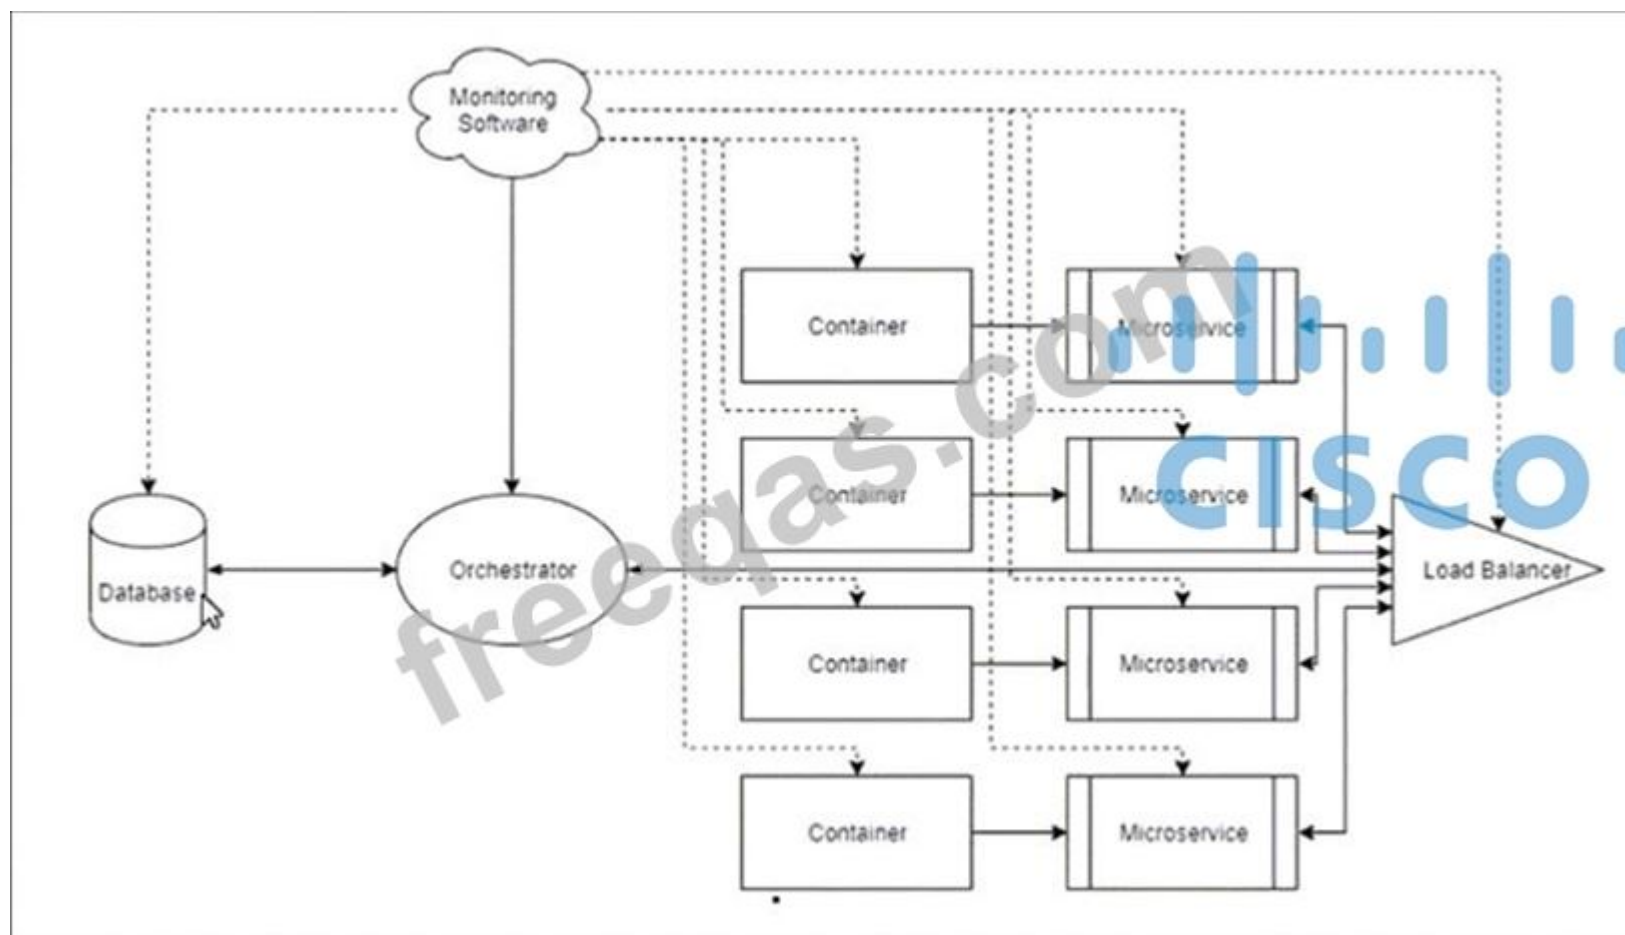 Monitoring
Software
Container
Microservice
Container
Microservice
CISCO
Database
Orchestrator
Load Balancer
Container
Microservice
Container
Microservice
freeqas.com